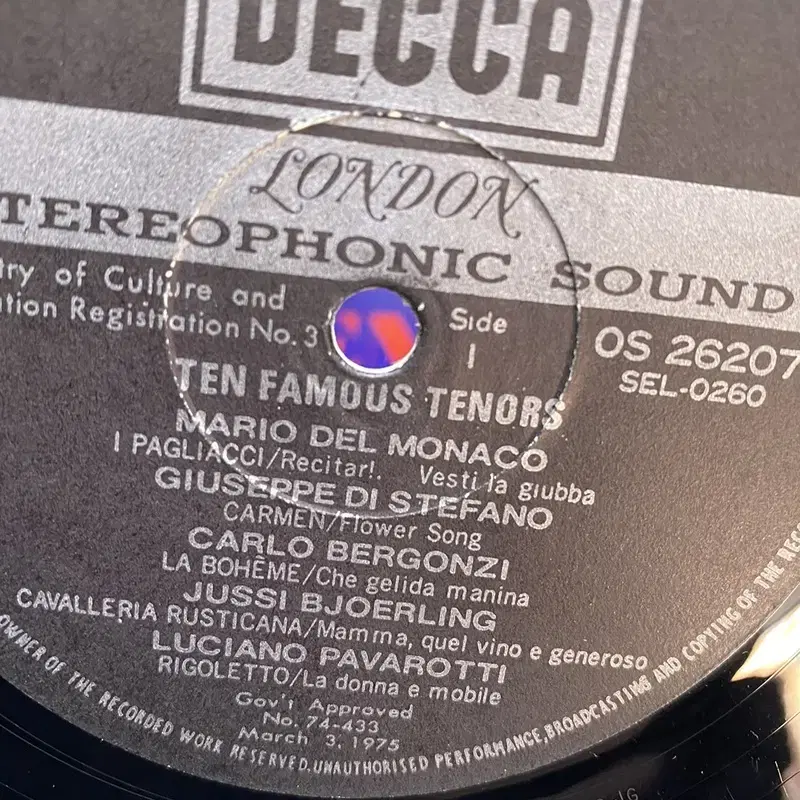 DECCA
LONDON
TEREOPHONIC SOUND
try of Culture and
ation Registration No. 3
Side
1
OS 26207
SEL-0260
TEN FAMOUS TENORS
MARIO DEL MONACO
I PAGLIACCI/Recitar!. Vesti la giubba
GIUSEPPE DI STEFANO
CARMEN/Flower Song
CARLO BERGONZI
LA BOHÈME/Che gelida manina
JUSSI BJOERLING
CAVALLERIA RUSTICANA/Mamma, quel vino e generoso
LUCIANO PAVAROTTI
RIGOLETTO/La donna e mobile
Gov't Approved
No. 74-433
March 3, 1975
OWNER OF THE RECORDED WORK RESERVED. UNAUTHORISED PERFORMANCE, BROADCASTING AND COPYING OF THE REC